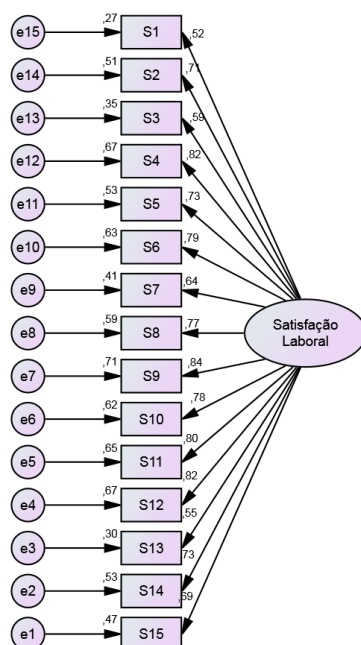 e15 ,27 S1 ,52
e14 ,51 S2 ,71
e13 ,35 S3 ,59
e12 ,67 S4 ,82
e11 ,53 S5 ,73
e10 ,63 S6 ,79
e9 ,41 S7 ,64
Satisfação
Laboral
e8 ,59 S8 ,77
e7 ,71 S9 ,84
e6 ,62 S10 ,78
e5 ,65 S11 ,80
e4 ,67 S12 ,82
e3 ,30 S13 ,55
e2 ,53 S14 ,73
e1 ,47 S15 ,69